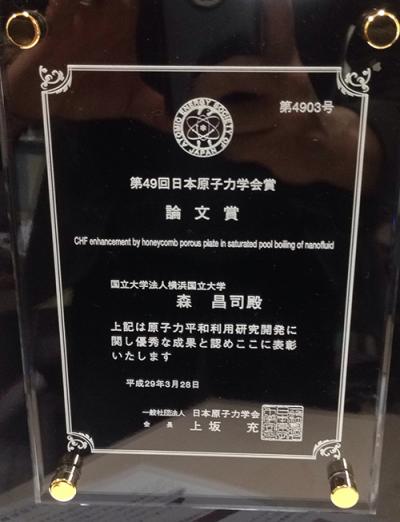 ATOMIC ENERGY SOCIETY OF JAPAN
第4903号
第49回日本原子力学会賞
論文賞
CHF enhancement by honeycomb porous plate in saturated pool boiling of nanofluid
国立大学法人横浜国立大学
森 昌司殿
上記は原子力平和利用研究開発に
関し優秀な成果と認めここに表彰
いたします
平成29年3月28日
一般社団法人 日本原子力学会
会長 上坂 充